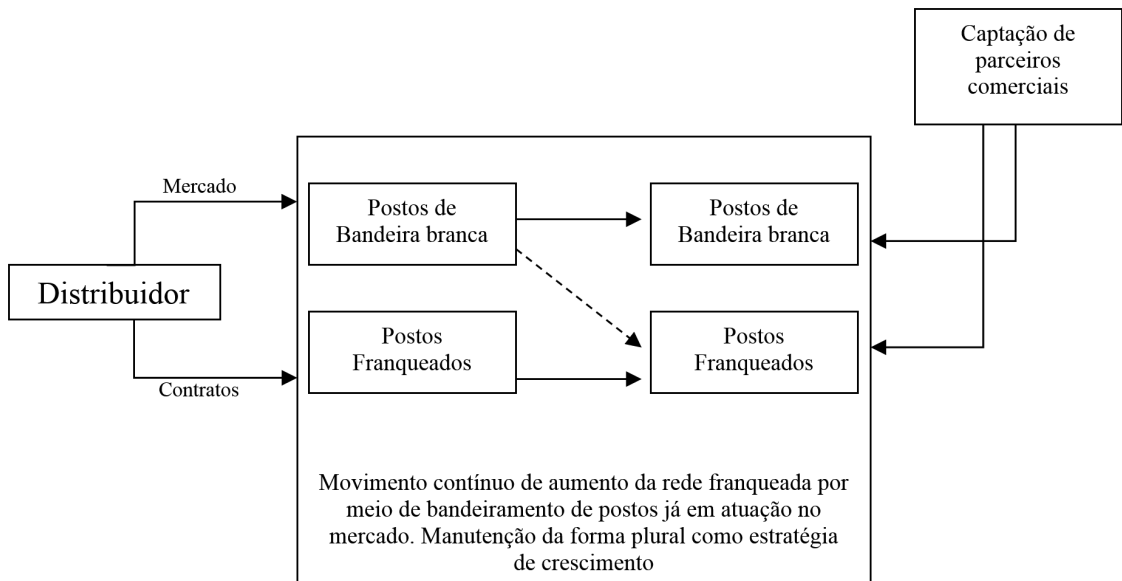 Captação de
parceiros
comerciais
Mercado
Postos de
Bandeira branca
Postos de
Bandeira branca
Distribuidor
Postos
Franqueados
Postos
Franqueados
Contratos
Movimento contínuo de aumento da rede franqueada por
meio de bandeiramento de postos já em atuação no
mercado. Manutenção da forma plural como estratégia
de crescimento